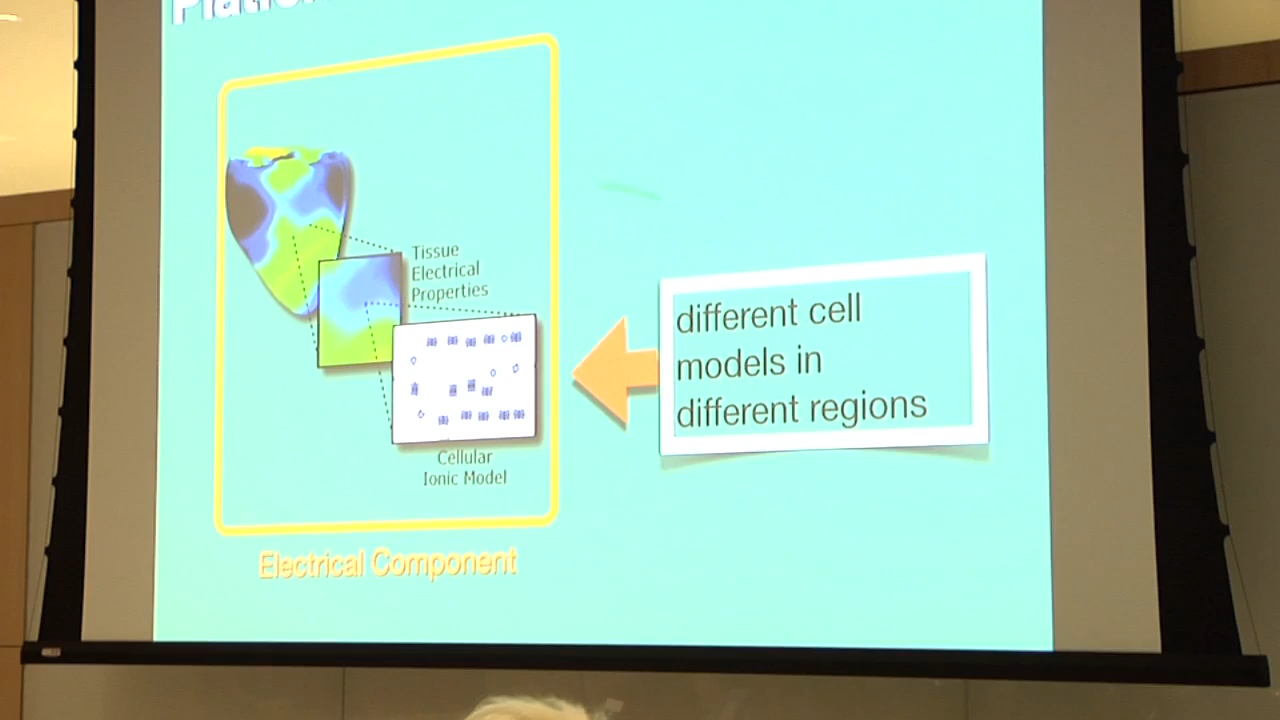 Tissue
Electrical
Properties
Cellular
Ionic Model
Electrical Component
different cell
models in
different regions